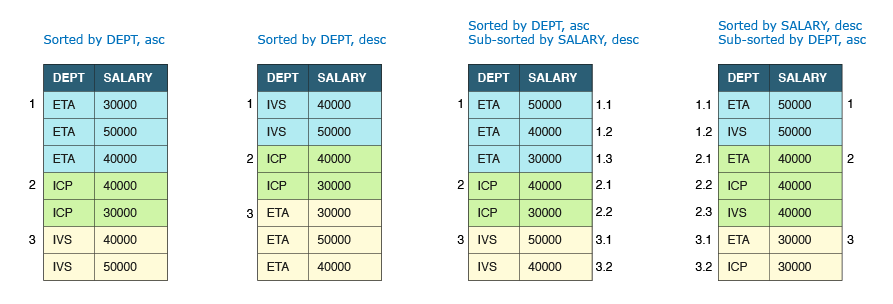 Sorted by DEPT, asc
DEPT SALARY
1 ETA 30000
ETA 50000
ETA 40000
2 ICP 40000
ICP 30000
3 IVS 40000
IVS 50000
Sorted by DEPT, desc
DEPT SALARY
1 IVS 40000
IVS 50000
2 ICP 40000
ICP 30000
3 ETA 30000
ETA 50000
ETA 40000
Sorted by DEPT, asc
Sub-sorted by SALARY, desc
DEPT SALARY
1 ETA 50000 1.1
ETA 40000 1.2
ETA 30000 1.3
2 ICP 40000 2.1
ICP 30000 2.2
3 IVS 50000 3.1
IVS 40000 3.2
Sorted by SALARY, desc
Sub-sorted by DEPT, asc
DEPT SALARY
1.1 ETA 50000 1
1.2 IVS 50000
2.1 ETA 40000 2
2.2 ICP 40000
2.3 IVS 40000
3.1 ETA 30000 3
3.2 ICP 30000